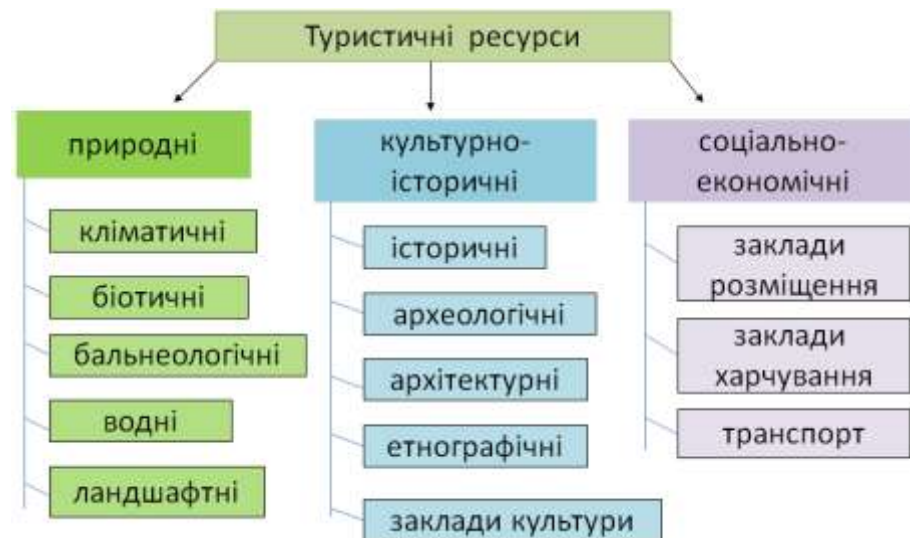 Туристичні ресурси
природні
кліматичні
біотичні
бальнеологічні
водні
ландшафтні
культурно-
історичні
історичні
археологічні
архітектурні
етнографічні
заклади культури
соціально-
економічні
заклади
розміщення
заклади
харчування
транспорт